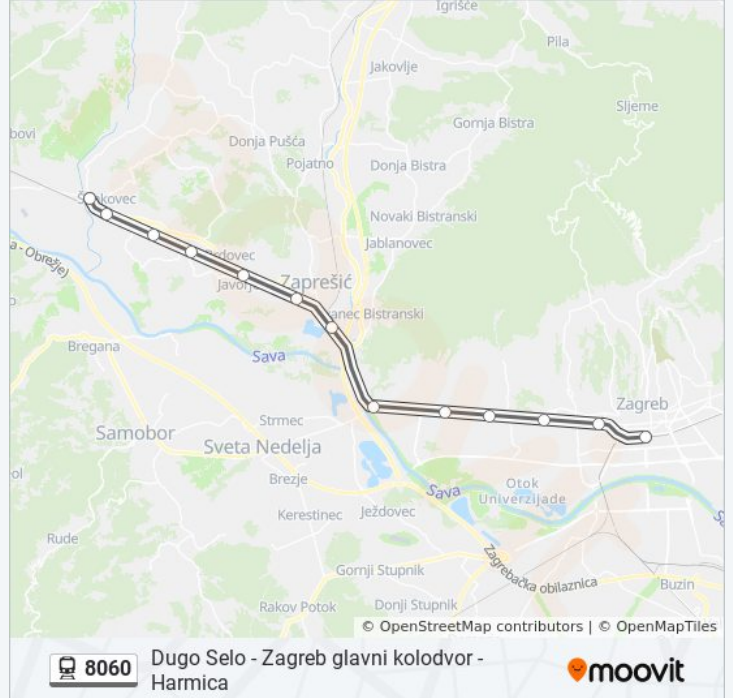 Igrišće
Pila
Jakovlje
Sljeme
Gornja Bistra
bovi
Donja Pušća
Pojatno
Donja Bistra
Novaki Bistranski
Jablanovec
a - Obrežje)
Zaprešić
anec Bistranski
Bregana
Sava
Zagreb
Strmec
Samobor
Sveta Nedelja
ol
Brezje
Otok
Univerzijade
Sava
Kerestinec
Ježdovec
Rude
Zagrebačka obilaznica
Gornji Stupnik
Buzin
Rakov Potok
Donji Stupnik
© OpenStreetMap contributors | © OpenMapTiles
8060
Dugo Selo - Zagreb glavni kolodvor -
Harmica
moovit